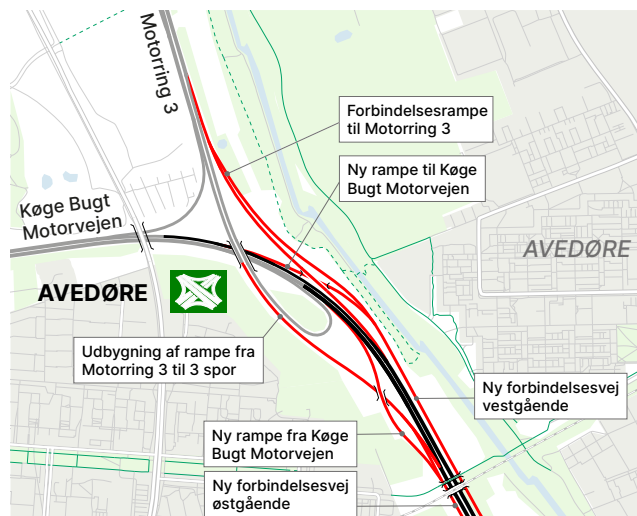 Motorring 3
Forbindelsesrampe
til Motorring 3
Ny rampe til Køge
Bugt Motorvejen
Køge Bugt
Motorvejen
AVEDØRE
AVEDØRE
Udbygning af rampe fra
Motorring 3 til 3 spor
Ny forbindelsesvej
vestgående
Ny rampe fra Køge
Bugt Motorvejen
Ny forbindelsesvej
østgående